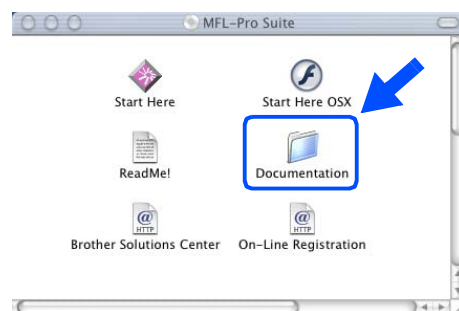 MFL-Pro Suite
Start Here
Start Here OSX
ReadMe!
Documentation
@
HTTP
Brother Solutions Center
@
HTTP
On-Line Registration